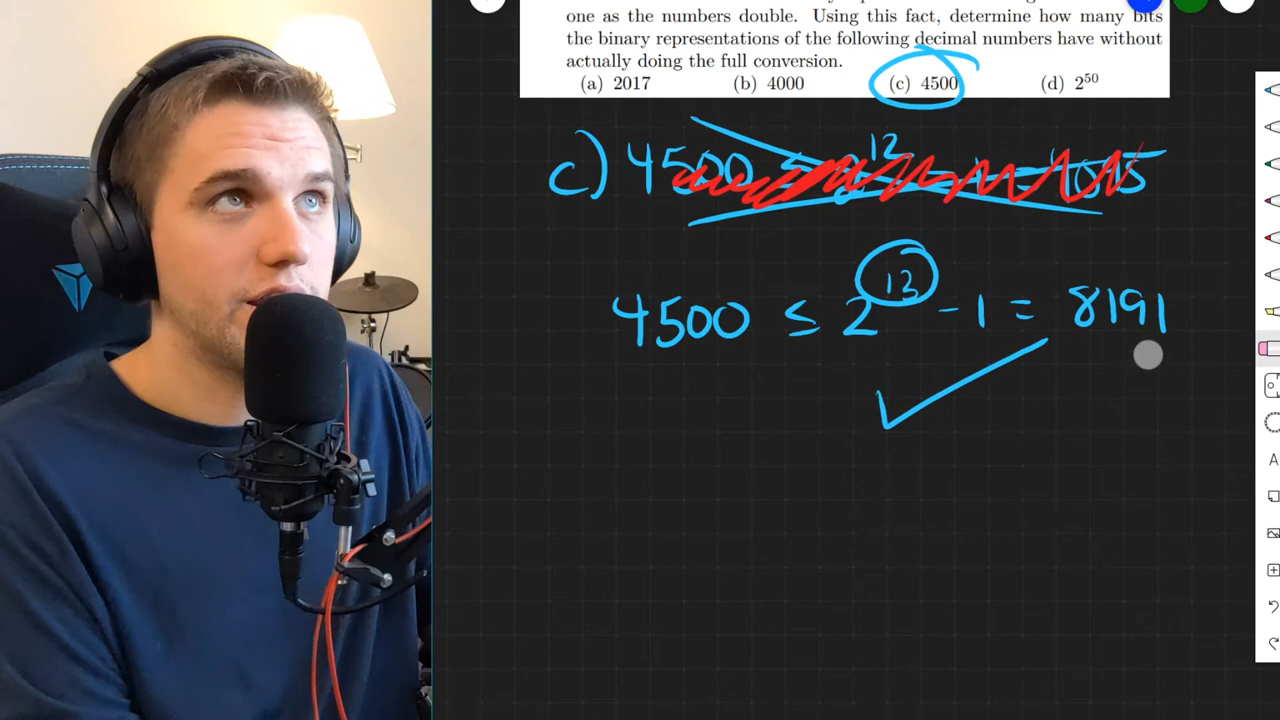 one as the numbers double. Using this fact, determine how many bits
the binary representations of the following decimal numbers have without
actually doing the full conversion.
(a) 2017 (b) 4000 (c) 4500 (d) 2^50
c) 4500 ≤ 12
4500 ≤ 2^13 - 1 = 8191
A